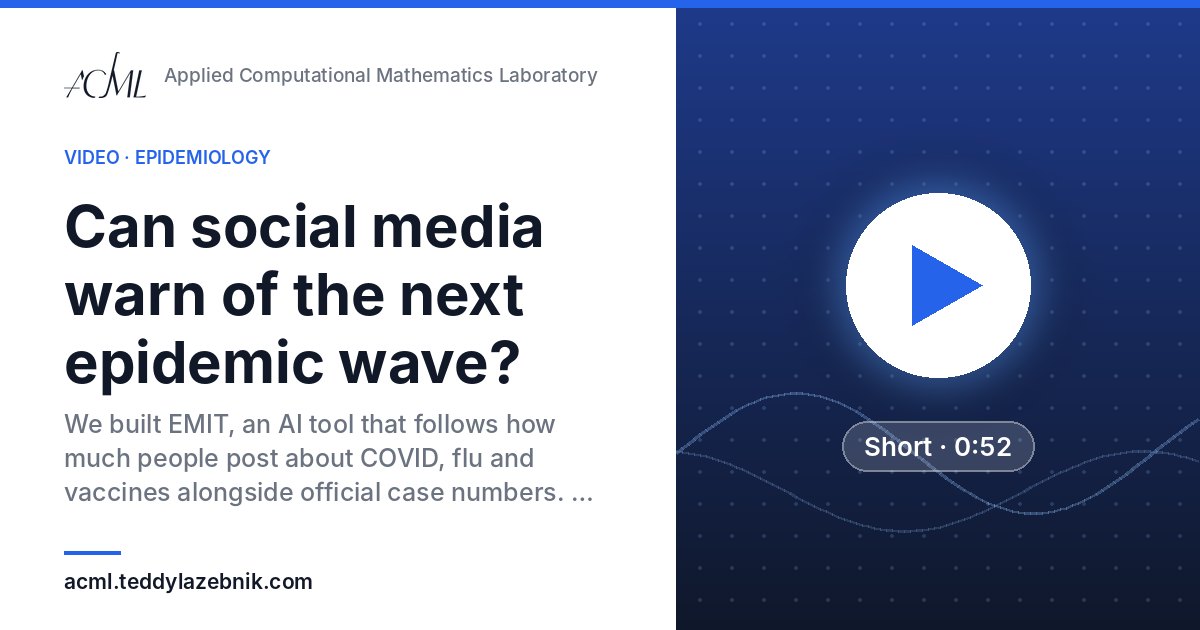 ACML
Applied Computational Mathematics Laboratory
VIDEO · EPIDEMIOLOGY
Can social media
warn of the next
epidemic wave?
We built EMIT, an AI tool that follows how
much people post about COVID, flu and
vaccines alongside official case numbers. ...
acml.teddylazebnik.com
Short · 0:52